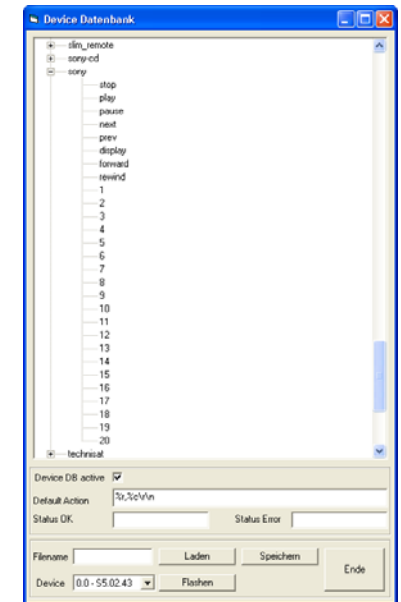 Device Datenbank
slim_remote
sony-cd
sony
stop
play
pause
next
prev
display
forward
rewind
1
2
3
4
5
6
7
8
9
10
11
12
13
14
15
16
17
18
19
20
technisat
Device DB active
Default Action %r,%c\r\n
Status OK Status Error
Filename Laden Speichern
Ende
Device 0.0 - S5.02.43 Flashen